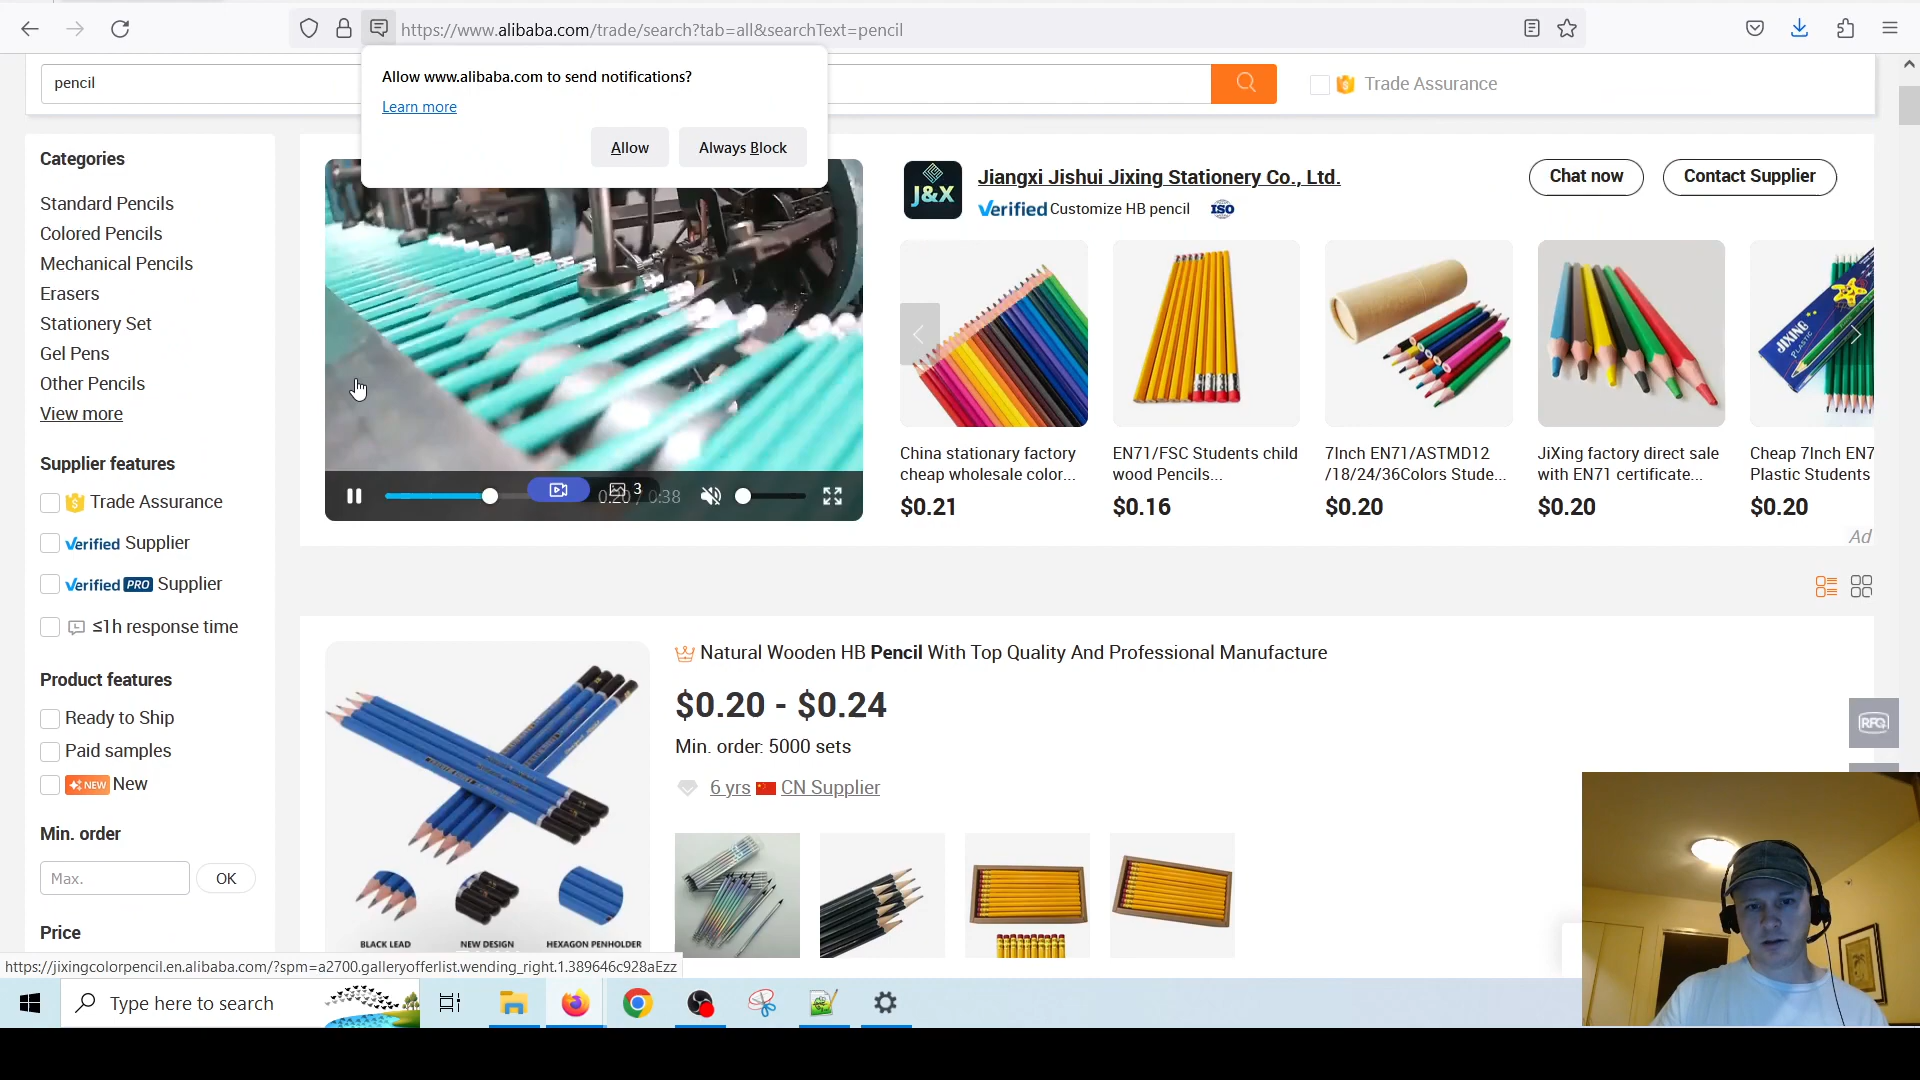 https://www.alibaba.com/trade/search?tab=all&searchText=pencil
Allow www.alibaba.com to send notifications?
Learn more
Allow
Always Block
pencil
Trade Assurance
Categories
Standard Pencils
Colored Pencils
Mechanical Pencils
Erasers
Stationery Set
Gel Pens
Other Pencils
View more
Supplier features
Trade Assurance
Verified Supplier
Verified PRO Supplier
≤1h response time
Product features
Ready to Ship
Paid samples
NEW New
Min. order
Max.
OK
Price
0:20 / 0:38
3
J&X
Jiangxi Jishui Jixing Stationery Co., Ltd.
Verified Customize HB pencil ISO
Chat now
Contact Supplier
JIXING
PLASTIC
China stationary factory
cheap wholesale color...
$0.21
EN71/FSC Students child
wood Pencils...
$0.16
7Inch EN71/ASTMD12
/18/24/36Colors Stude...
$0.20
JiXing factory direct sale
with EN71 certificate...
$0.20
Cheap 7Inch EN7
Plastic Students
$0.20
Ad
Natural Wooden HB Pencil With Top Quality And Professional Manufacture
$0.20 - $0.24
Min. order: 5000 sets
6 yrs CN Supplier
BLACK LEAD
NEW DESIGN
HEXAGON PENHOLDER
RFQ
https://jixingcolorpencil.en.alibaba.com/?spm=a2700.galleryofferlist.wending_right.1.389646c928aEzz
Type here to search